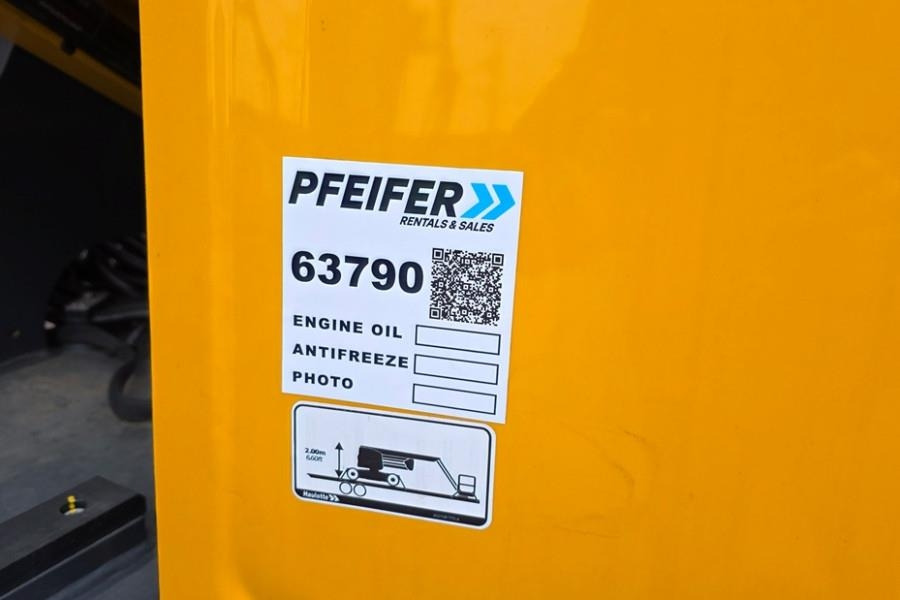 PFEIFER
RENTALS & SALES
63790
ENGINE OIL
ANTIFREEZE
PHOTO
2.00m
6.60ft
Haulotte